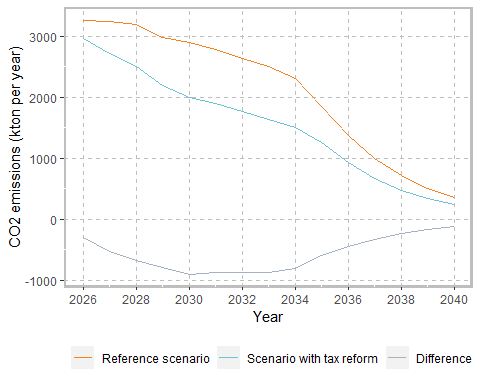 CO2 emissions (kton per year)
3000
2000
1000
0
-1000
2026 2028 2030 2032 2034 2036 2038 2040
Year
Reference scenario Scenario with tax reform Difference